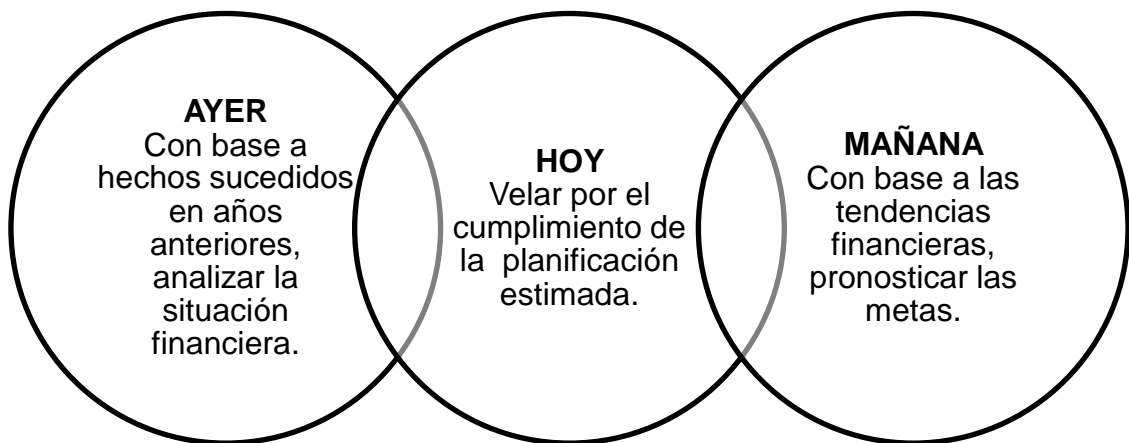 AYER
Con base a
hechos sucedidos
en años
anteriores,
analizar la
situación
financiera.
HOY
Velar por el
cumplimiento de
la planificación
estimada.
MAÑANA
Con base a las
tendencias
financieras,
pronosticar las
metas.